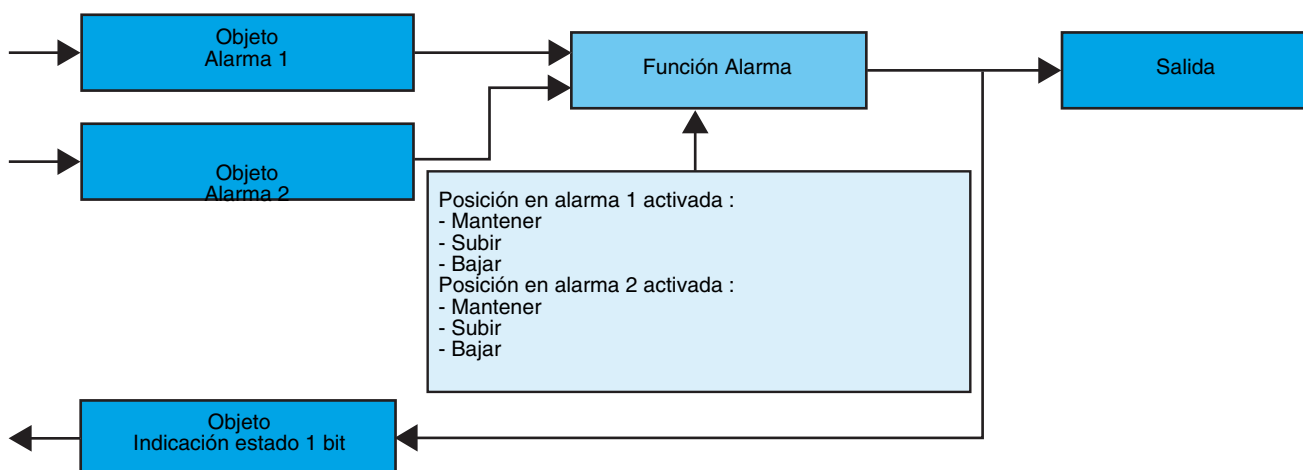 Objeto
Alarma 1
Función Alarma
Salida
Objeto
Alarma 2
Posición en alarma 1 activada :
- Mantener
- Subir
- Bajar
Posición en alarma 2 activada :
- Mantener
- Subir
- Bajar
Objeto
Indicación estado 1 bit